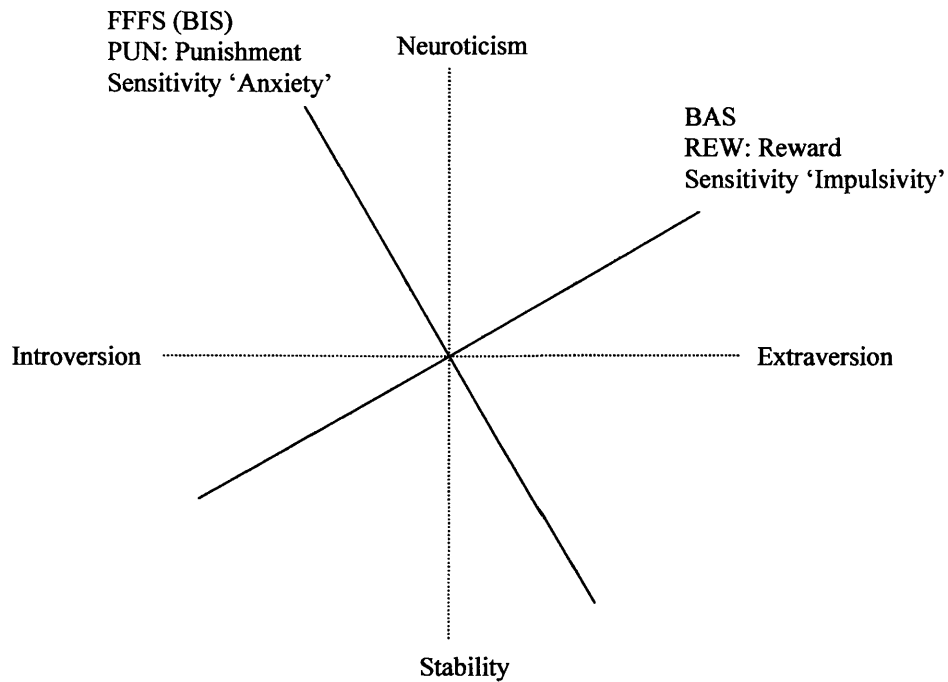 FFFS (BIS)
PUN: Punishment
Sensitivity ‘Anxiety’
Neuroticism
BAS
REW: Reward
Sensitivity ‘Impulsivity’
Introversion
Extraversion
Stability